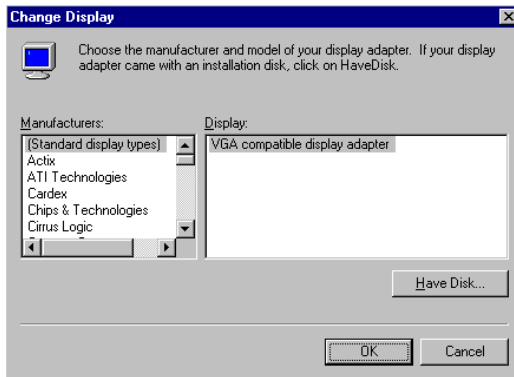 Change Display
Choose the manufacturer and model of your display adapter. If your display
adapter came with an installation disk, click on HaveDisk.
Manufacturers:
(Standard display types)
Actix
ATI Technologies
Cardex
Chips & Technologies
Cirrus Logic
Display:
VGA compatible display adapter
Have Disk...
OK
Cancel